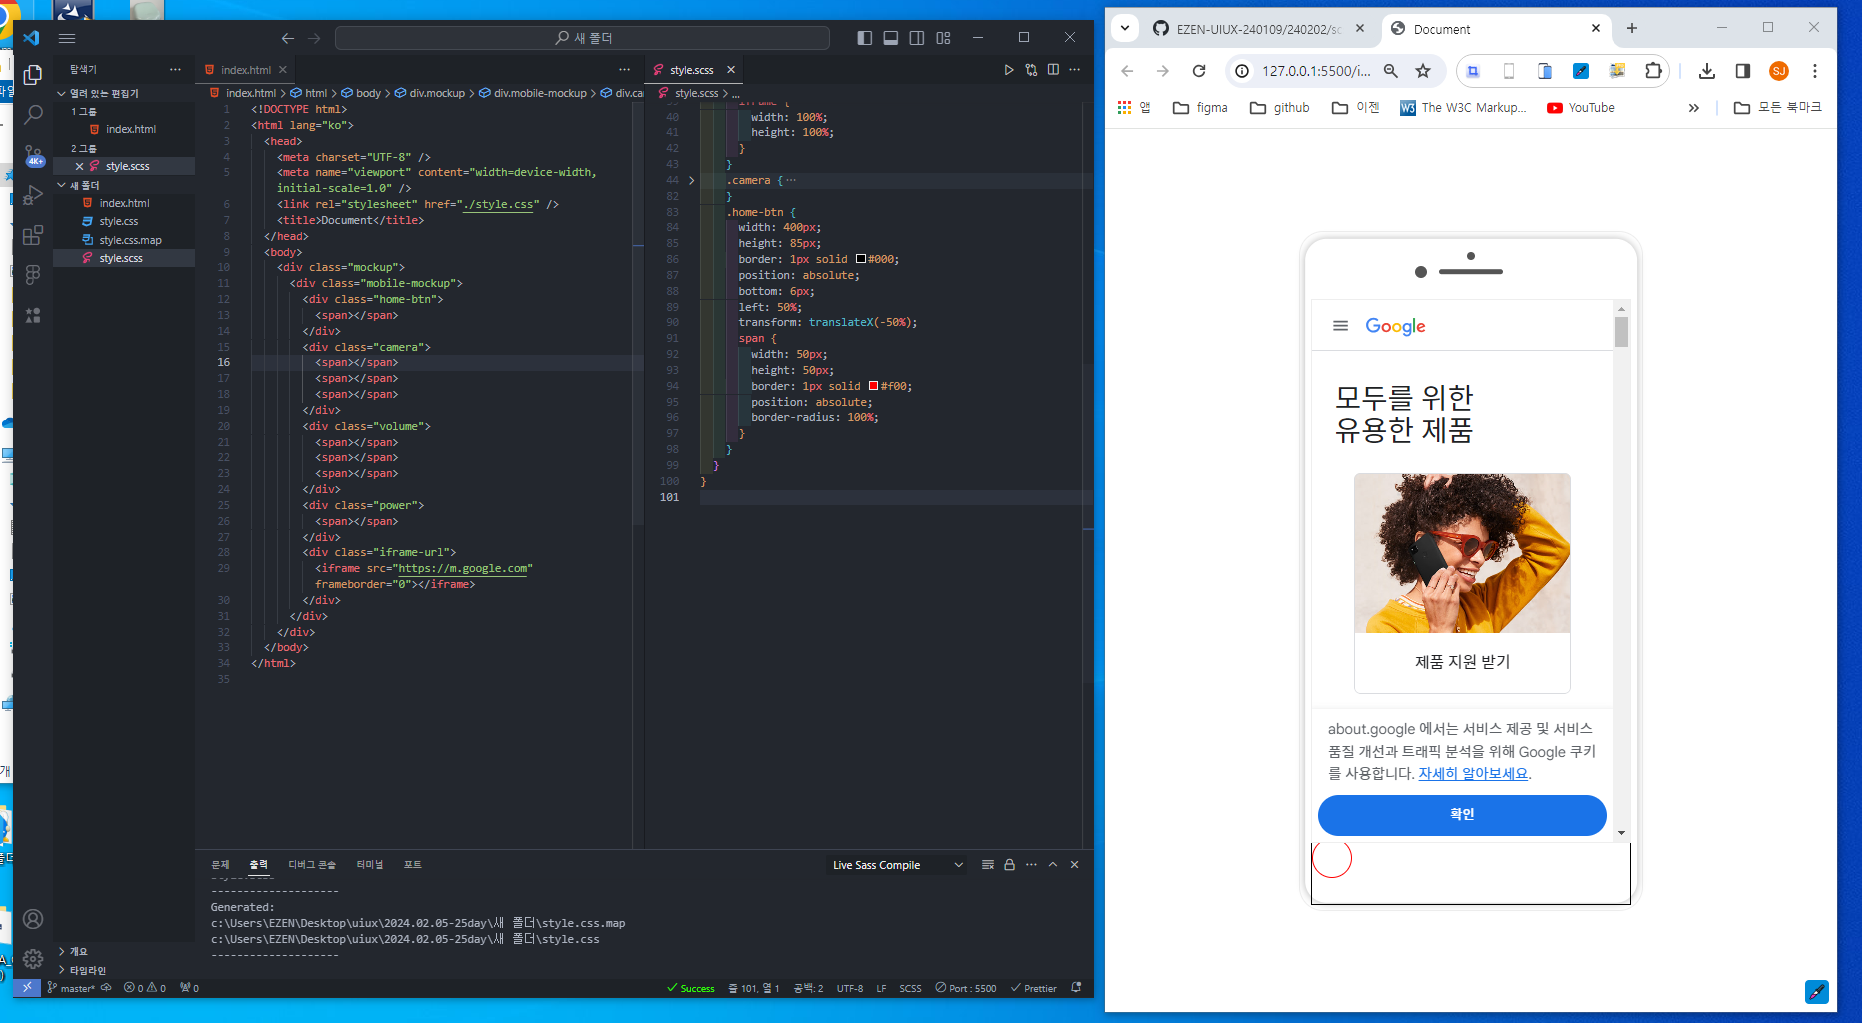 새 폴더
탐색기
열려 있는 편집기
1 그룹
index.html
2 그룹
style.scss
새 폴더
index.html
style.css
style.css.map
style.scss
개요
타임라인
4K+
index.html
index.html > html > body > div.mockup > div.mobile-mockup > div.ca
1 <!DOCTYPE html>
2 <html lang="ko">
3 <head>
4 <meta charset="UTF-8" />
5 <meta name="viewport" content="width=device-width,
initial-scale=1.0" />
6 <link rel="stylesheet" href="./style.css" />
7 <title>Document</title>
8 </head>
9 <body>
10 <div class="mockup">
11 <div class="mobile-mockup">
12 <div class="home-btn">
13 <span></span>
14 </div>
15 <div class="camera">
16 <span></span>
17 <span></span>
18 <span></span>
19 </div>
20 <div class="volume">
21 <span></span>
22 <span></span>
23 <span></span>
24 </div>
25 <div class="power">
26 <span></span>
27 </div>
28 <div class="iframe-url">
29 <iframe src="https://m.google.com"
frameborder="0"></iframe>
30 </div>
31 </div>
32 </div>
33 </body>
34 </html>
35
style.scss
style.scss > ...
39 iframe {
40 width: 100%;
41 height: 100%;
42 }
43 }
44 .camera {···
82 }
83 .home-btn {
84 width: 400px;
85 height: 85px;
86 border: 1px solid #000;
87 position: absolute;
88 bottom: 6px;
89 left: 50%;
90 transform: translateX(-50%);
91 span {
92 width: 50px;
93 height: 50px;
94 border: 1px solid #f00;
95 position: absolute;
96 border-radius: 100%;
97 }
98 }
99 }
100 }
101
문제 출력 디버그 콘솔 터미널 포트
Live Sass Compile
---------------------
Generated:
c:\Users\EZEN\Desktop\uiux\2024.02.05-25day\새 폴더\style.css.map
c:\Users\EZEN\Desktop\uiux\2024.02.05-25day\새 폴더\style.css
---------------------
master* 0 0 0
Success 줄 101, 열 1 공백: 2 UTF-8 LF SCSS Port : 5500 Prettier
EZEN-UIUX-240109/240202/sc
Document
127.0.0.1:5500/i...
SJ
앱 figma github 이젠 W3 The W3C Markup... YouTube » 모든 북마크
Google
모두를 위한
유용한 제품
제품 지원 받기
about.google 에서는 서비스 제공 및 서비스
품질 개선과 트래픽 분석을 위해 Google 쿠키
를 사용합니다. 자세히 알아보세요.
확인